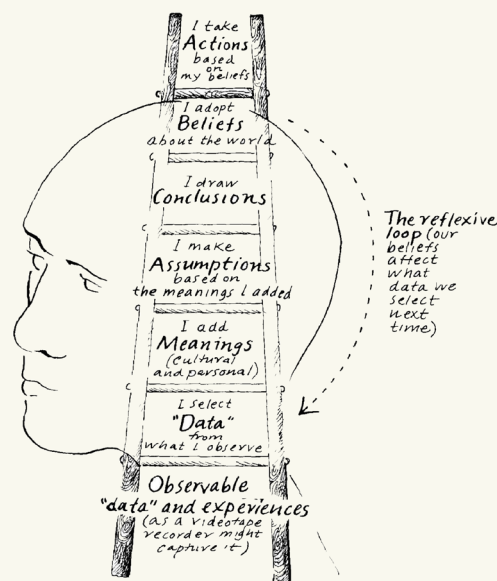 I take
Actions
based
on
my beliefs
I adopt
Beliefs
about the world
I draw
Conclusions
I make
Assumptions
based on
the meanings I added
I add
Meanings
(cultural
and personal)
I select
"Data"
from
what I observe
Observable
"data" and experiences
(as a videotape
recorder might
capture it)
The reflexive
loop (our
beliefs
affect
what
data we
select
next
time)